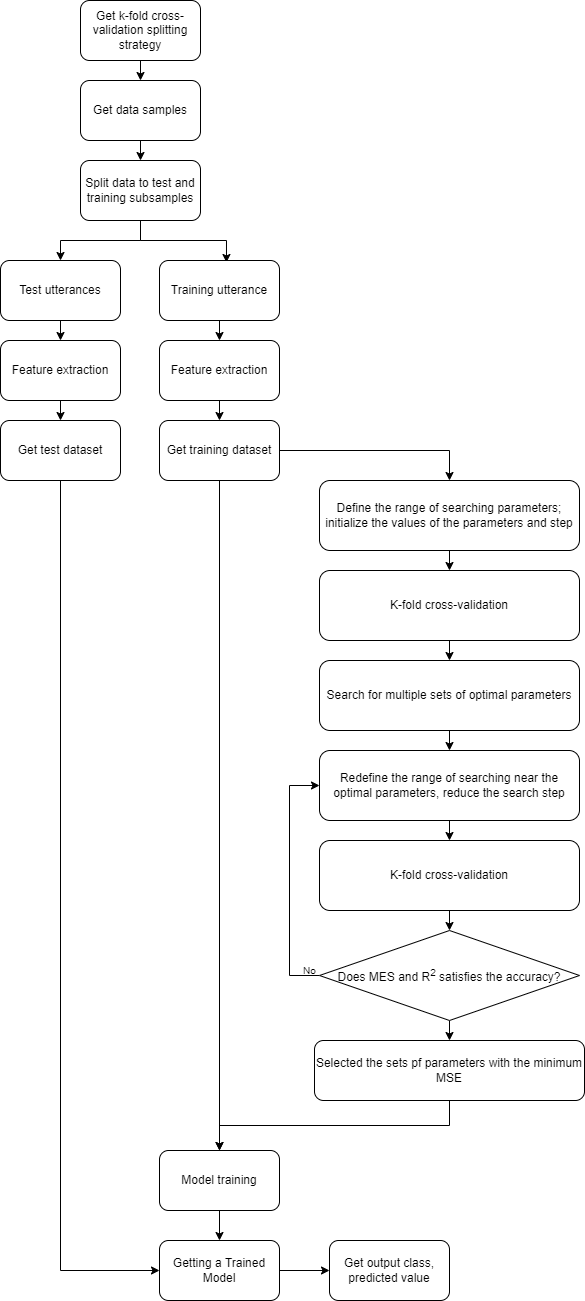 Get k-fold cross-
validation splitting
strategy
Get data samples
Split data to test and
training subsamples
Test utterances
Training utterance
Feature extraction
Feature extraction
Get test dataset
Get training dataset
Define the range of searching parameters;
initialize the values of the parameters and step
K-fold cross-validation
Search for multiple sets of optimal parameters
Redefine the range of searching near the
optimal parameters, reduce the search step
K-fold cross-validation
Does MES and R² satisfies the accuracy?
No
Selected the sets pf parameters with the minimum
MSE
Model training
Getting a Trained
Model
Get output class,
predicted value